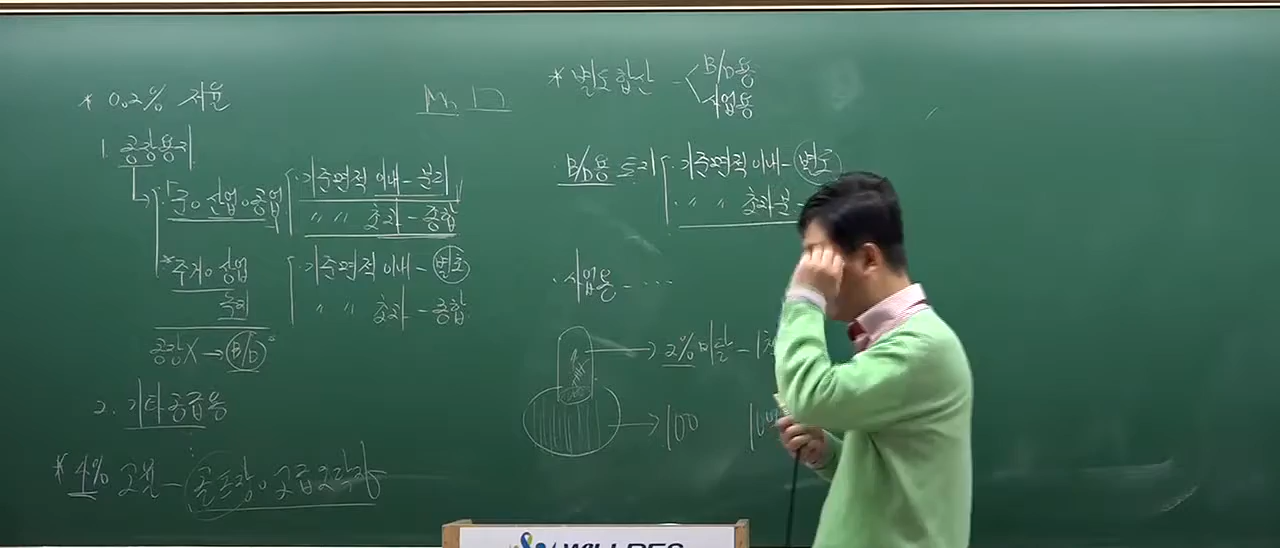 * 0.2% 저율
1. 공장용지
군·산업·공업
기준면적 이내 - 분리
〃 〃 초과 - 종합
* 주거·상업
녹지
기준면적 이내 - 별도
〃 〃 초과 - 종합
공장X → B/D
2. 기타공급용
* 4% 고율 - 골프장·고급오락장
* 별도합산 - B/D용
사업용
· B/D용 토지
기준면적 이내 - 별도
〃 〃 초과분 -
· 사업용 - ...
→ 2% 미달 -
→ 100
WILLBES